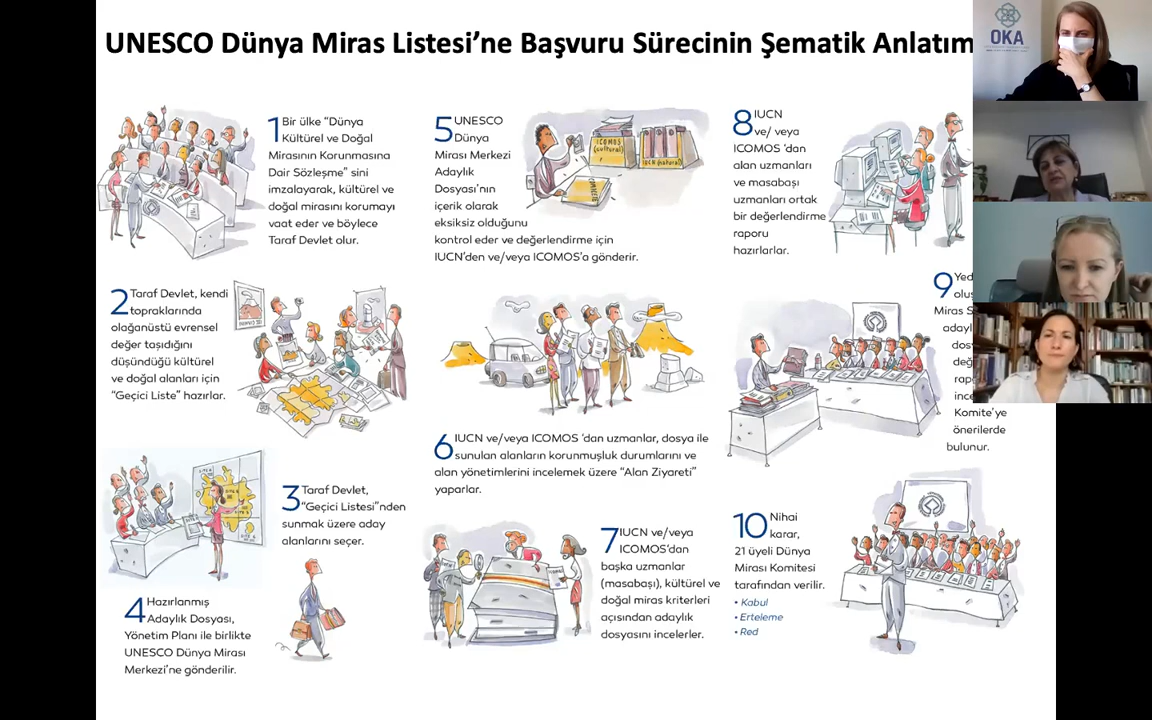 UNESCO Dünya Miras Listesi’ne Başvuru Sürecinin Şematik
OKA
1 Bir ülke “Dünya
Kültürel ve Doğal
Mirasının Korunmasına
Dair Sözleşme” sini
imzalayarak, kültürel ve
doğal mirasını korumayı
vaat eder ve böylece
Taraf Devlet olur.
2 Taraf Devlet, kendi
topraklarında
olağanüstü evrensel
değer taşıdığını
düşündüğü kültürel
ve doğal alanları için
“Geçici Liste” hazırlar.
3 Taraf Devlet,
“Geçici Listesi”nden
sunmak üzere aday
alanlarını seçer.
4 Hazırlanmış
Adaylık Dosyası,
Yönetim Planı ile birlikte
UNESCO Dünya Mirası
Merkezi’ne gönderilir.
5 UNESCO
Dünya
Mirası Merkezi
Adaylık
Dosyası’nın
içerik olarak
eksiksiz olduğunu
kontrol eder ve değerlendirme için
IUCN’den ve/veya ICOMOS’a gönderir.
ICOMOS
(cultural)
IUCN (natural)
6 IUCN ve/veya ICOMOS ’dan uzmanlar, dosya ile
sunulan alanların korunmuşluk durumlarını ve
alan yönetimlerini incelemek üzere “Alan Ziyareti”
yaparlar.
7 IUCN ve/veya
ICOMOS’dan
başka uzmanlar
(masabaşı), kültürel ve
doğal miras kriterleri
açısından adaylık
dosyasını incelerler.
8 IUCN
ve/ veya
ICOMOS ’dan
alan uzmanları
ve masabaşı
uzmanları ortak
bir değerlendirme
raporu
hazırlarlar.
9
Miras
Komite’ye
önerilerde
bulunur.
10 Nihai
karar,
21 üyeli Dünya
Mirası Komitesi
tarafından verilir.
• Kabul
• Erteleme
• Red